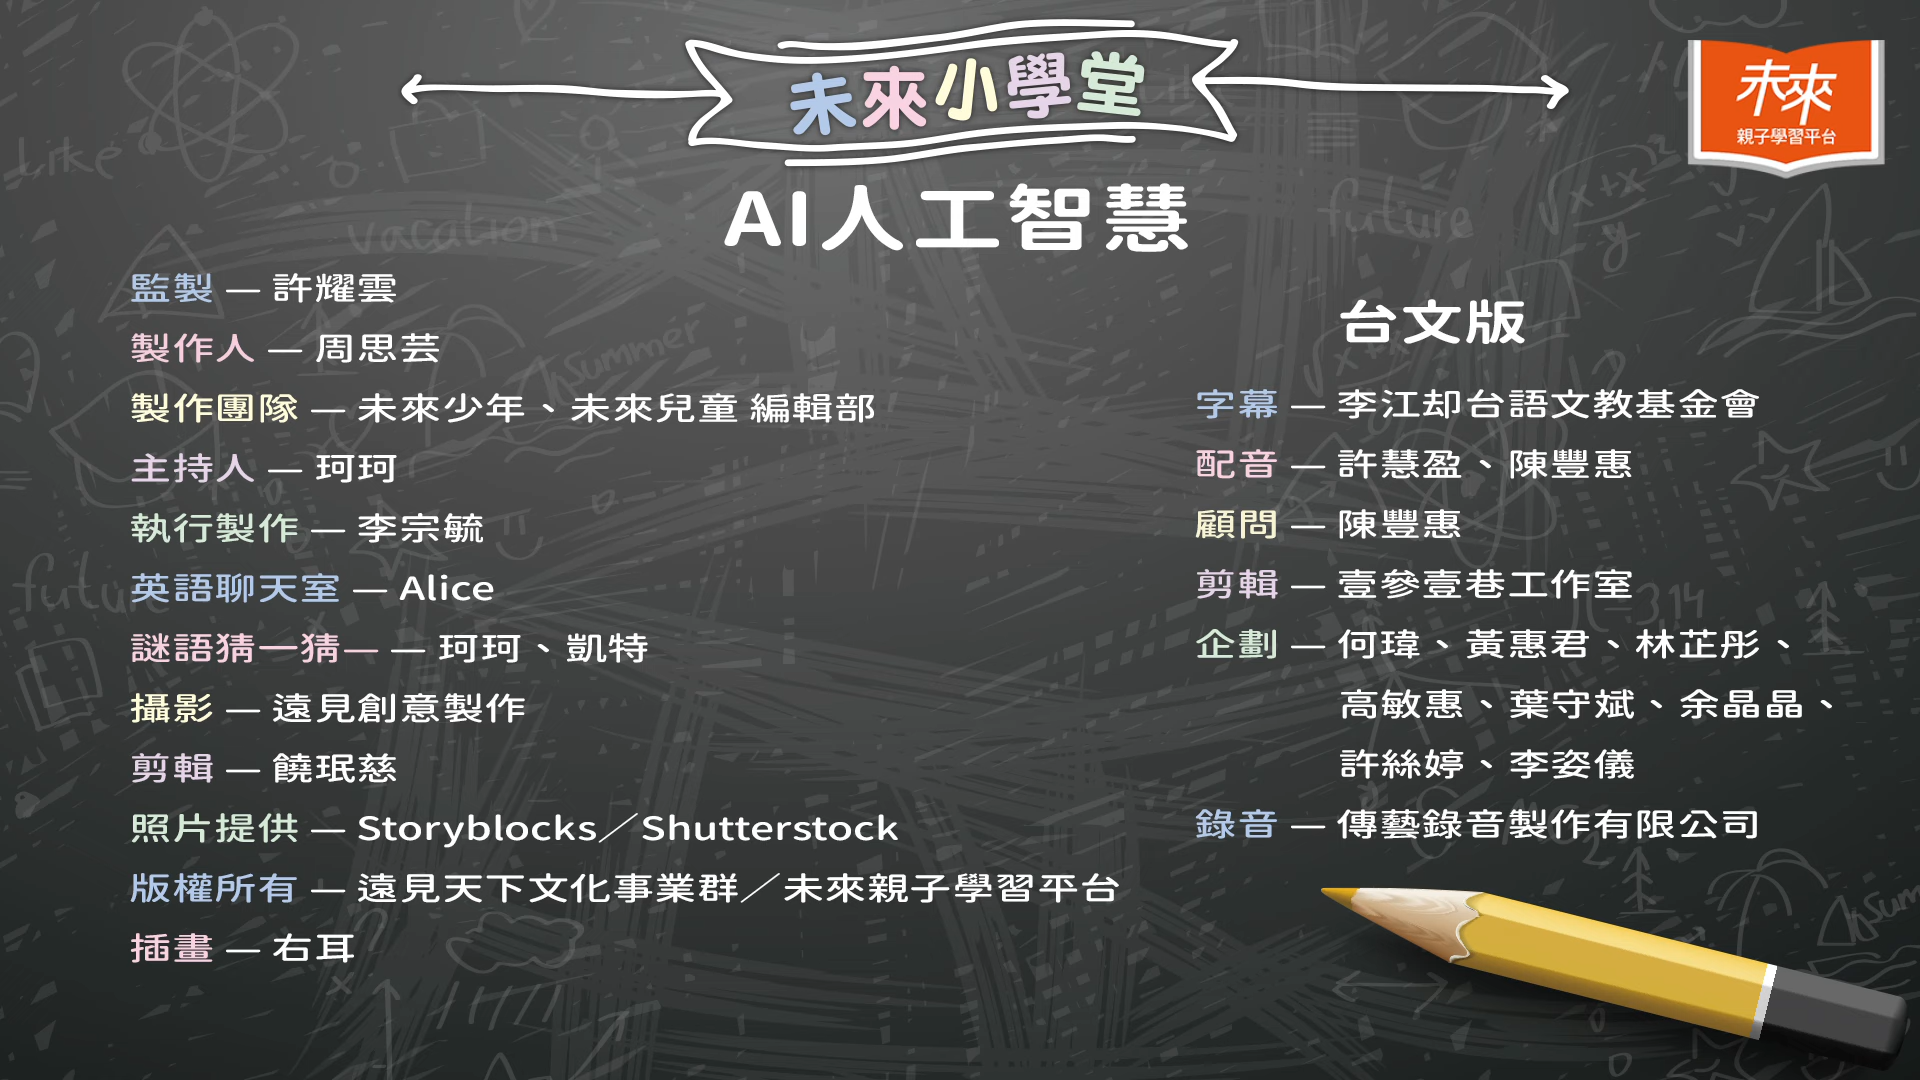 未來小學堂
未來
親子學習平台
AI人工智慧
監製 — 許耀雲
製作人 — 周思芸
製作團隊 — 未來少年、未來兒童 編輯部
主持人 — 珂珂
執行製作 — 李宗毓
英語聊天室 — Alice
謎語猜一猜— — 珂珂、凱特
攝影 — 遠見創意製作
剪輯 — 饒珉慈
照片提供 — Storyblocks／Shutterstock
版權所有 — 遠見天下文化事業群／未來親子學習平台
插畫 — 右耳
台文版
字幕 — 李江却台語文教基金會
配音 — 許慧盈、陳豐惠
顧問 — 陳豐惠
剪輯 — 壹參壹巷工作室
企劃 — 何瑋、黃惠君、林芷彤、
高敏惠、葉守斌、余晶晶、
許絲婷、李姿儀
錄音 — 傳藝錄音製作有限公司
Like
vacation
future
summer
future
summ